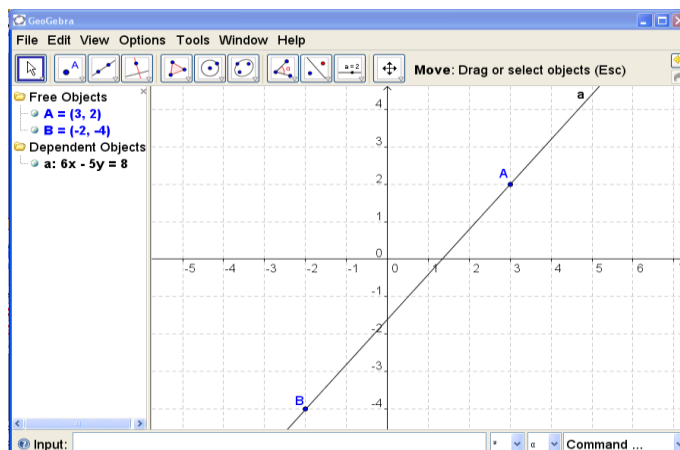 GeoGebra
File Edit View Options Tools Window Help
A a=2 Move: Drag or select objects (Esc)
Free Objects
A = (3, 2)
B = (-2, -4)
Dependent Objects
a: 6x - 5y = 8
a
4
3
A
2
1
0
-5 -4 -3 -2 -1 0 1 2 3 4 5 6 7
-1
-2
-3
B
-4
Input: Command ...